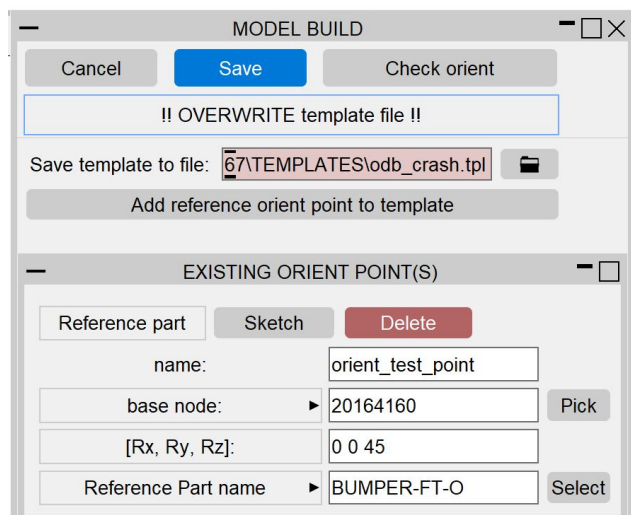 MODEL BUILD
Cancel Save Check orient
!! OVERWRITE template file !!
Save template to file: 67\TEMPLATES\odb_crash.tpl
Add reference orient point to template
EXISTING ORIENT POINT(S)
Reference part Sketch Delete
name: orient_test_point
base node: 20164160 Pick
[Rx, Ry, Rz]: 0 0 45
Reference Part name BUMPER-FT-O Select